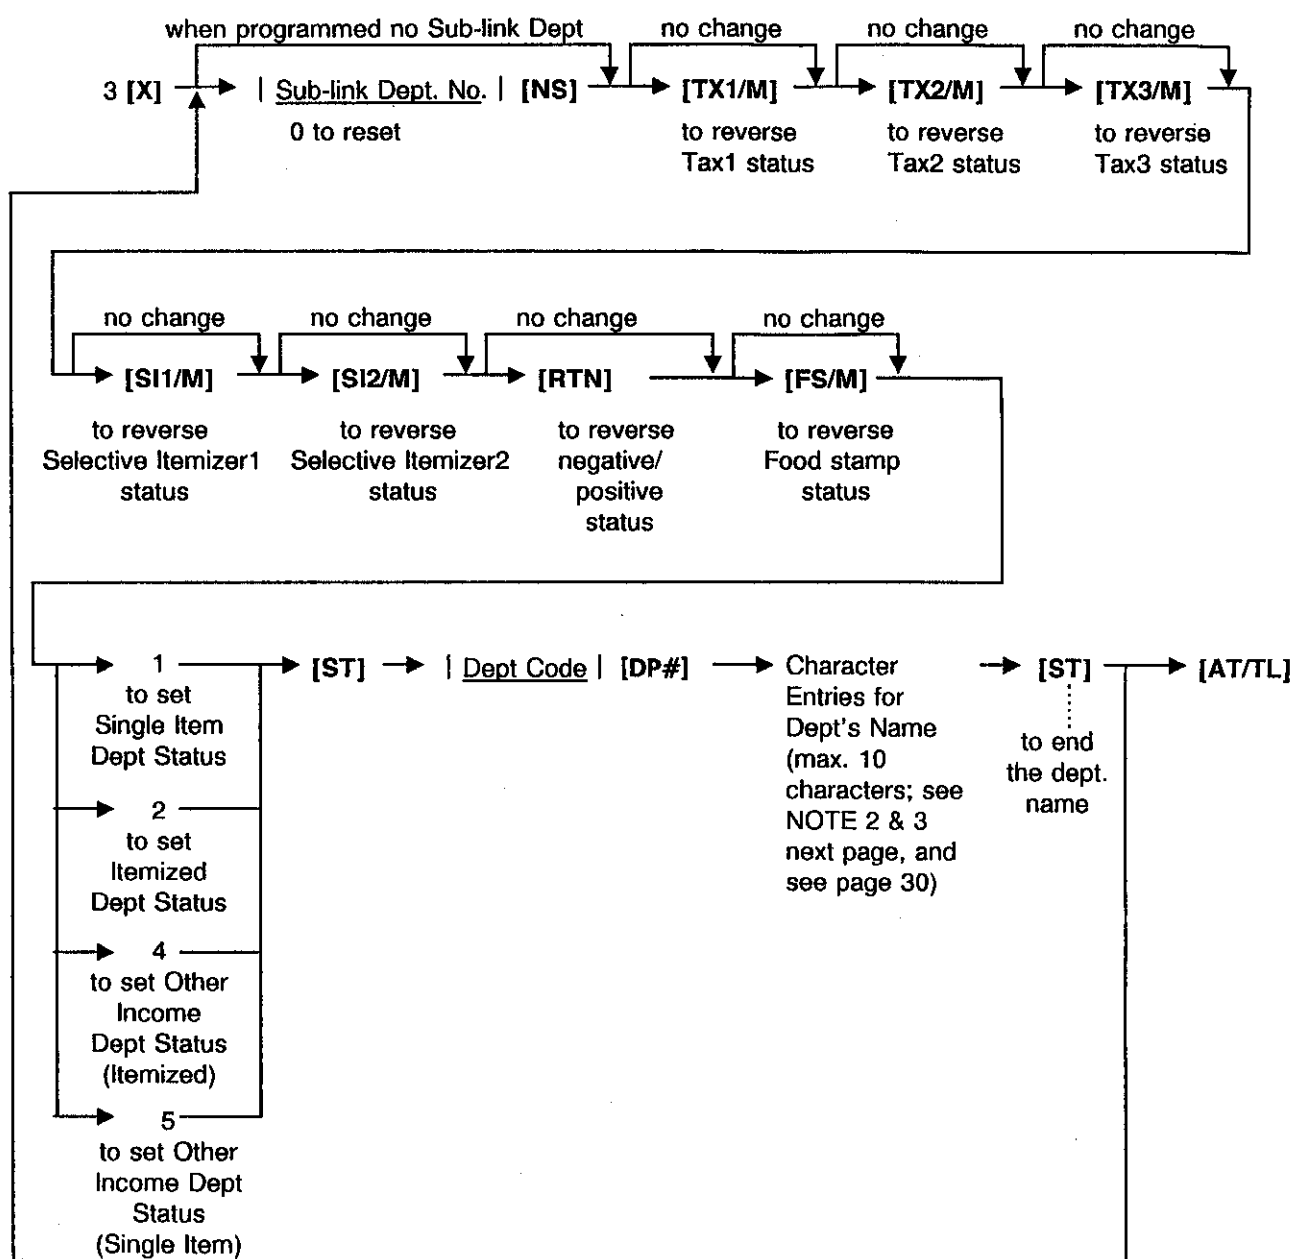 when programmed no Sub-link Dept no change no change no change
3 [X] | Sub-link Dept. No. | [NS] [TX1/M] [TX2/M] [TX3/M]
0 to reset to reverse to reverse to reverse
Tax1 status Tax2 status Tax3 status
no change no change no change no change
[SI1/M] [SI2/M] [RTN] [FS/M]
to reverse to reverse to reverse to reverse
Selective Itemizer1 Selective Itemizer2 negative/ Food stamp
status status positive status
status
1 [ST] | Dept Code | [DP#] Character [ST] [AT/TL]
to set Entries for
Single Item Dept's Name to end
Dept Status (max. 10 the dept.
characters; see name
2 NOTE 2 & 3
to set next page, and
Itemized see page 30)
Dept Status
4
to set Other
Income
Dept Status
(Itemized)
5
to set Other
Income Dept
Status
(Single Item)